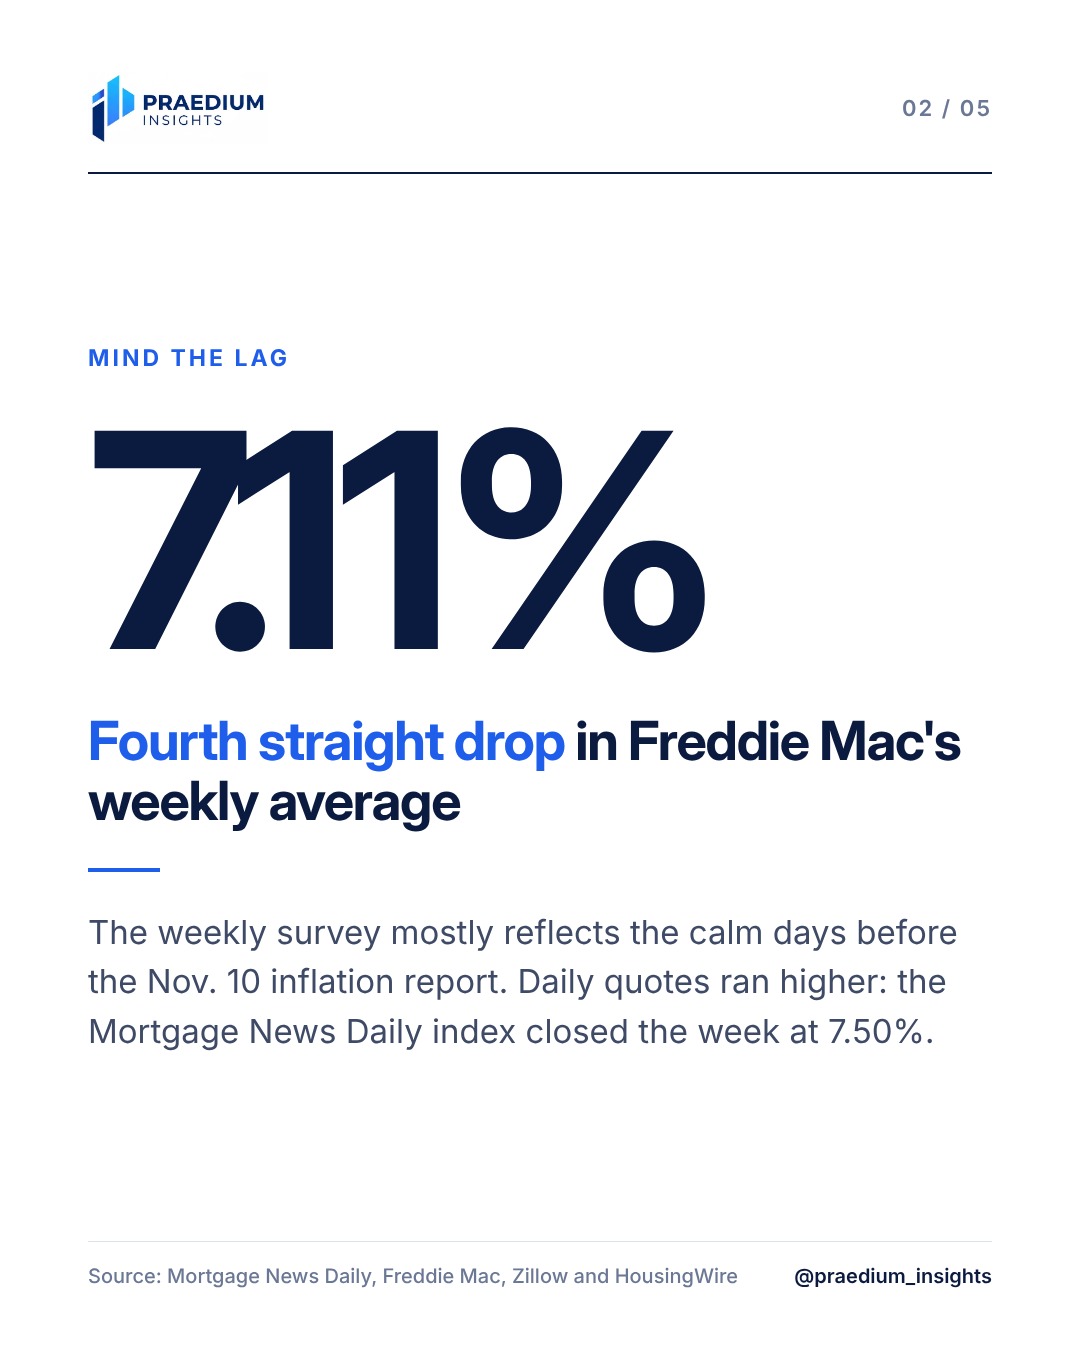 PRAEDIUM
INSIGHTS
02 / 05
MIND THE LAG
7.11%
Fourth straight drop in Freddie Mac's
weekly average
The weekly survey mostly reflects the calm days before
the Nov. 10 inflation report. Daily quotes ran higher: the
Mortgage News Daily index closed the week at 7.50%.
Source: Mortgage News Daily, Freddie Mac, Zillow and HousingWire
@praedium_insights